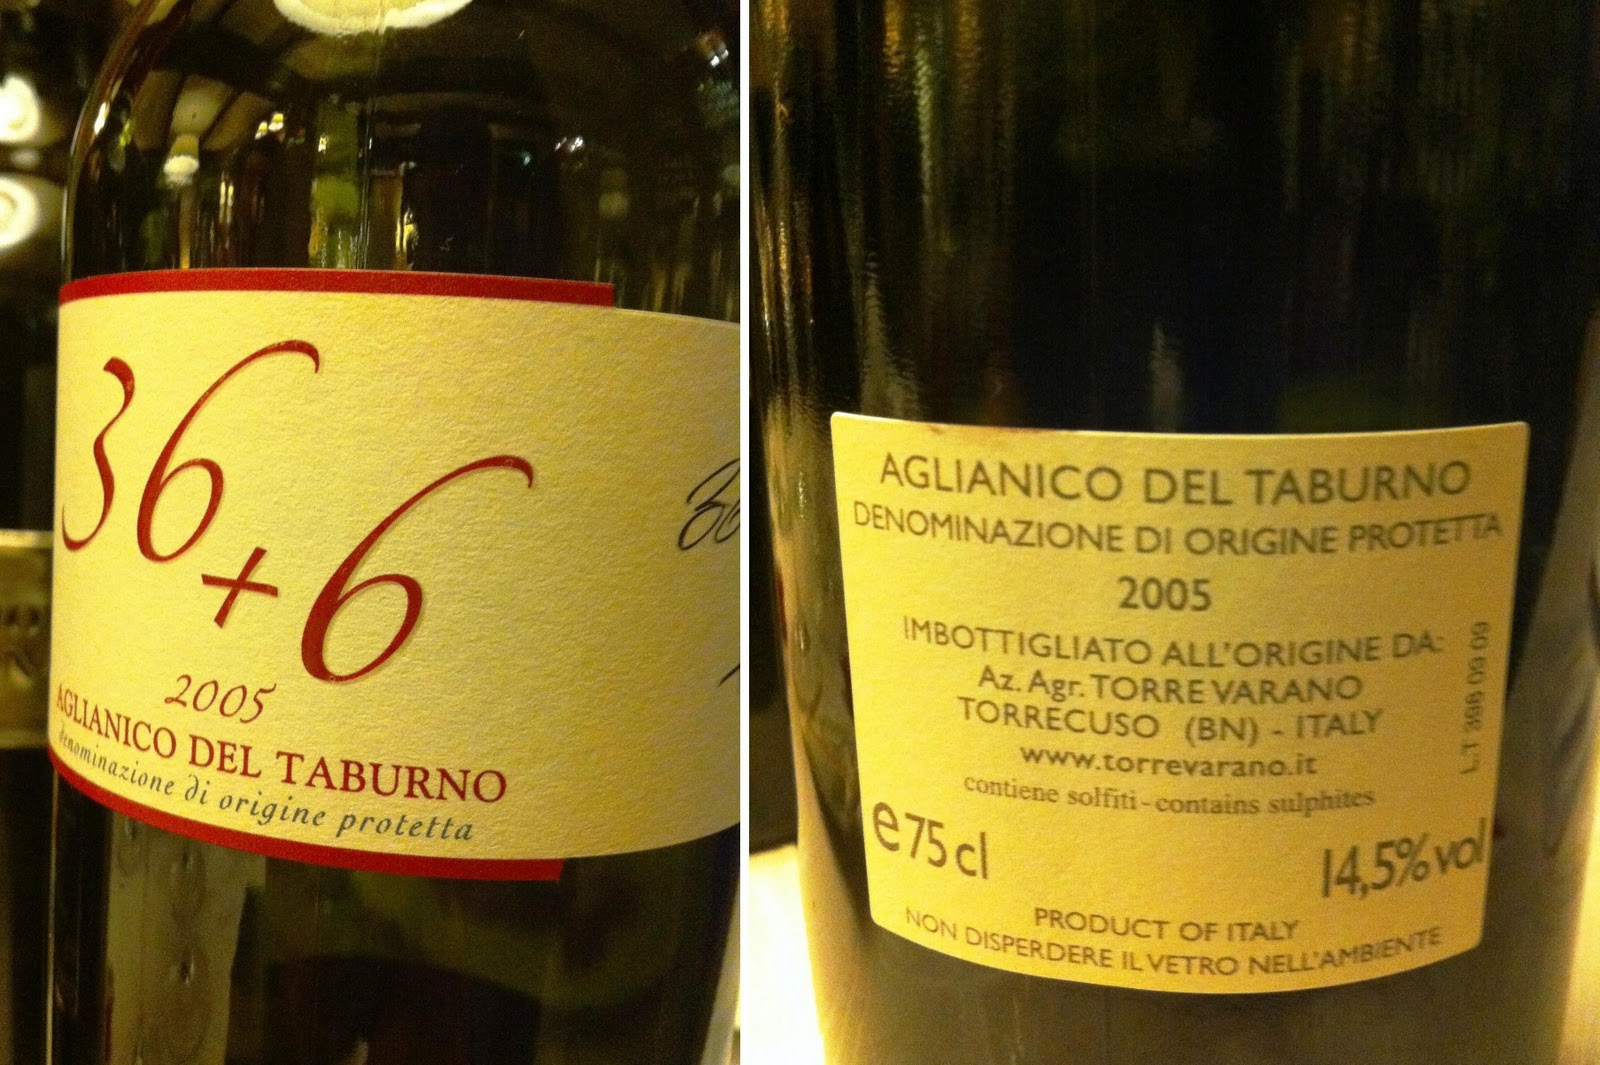 36
+6
2005
AGLIANICO DEL TABURNO
denominazione di origine protetta
AGLIANICO DEL TABURNO
DENOMINAZIONE DI ORIGINE PROTETTA
2005
IMBOTTIGLIATO ALL'ORIGINE DA:
Az. Agr. TORRE VARANO
TORRECUSO (BN) - ITALY
www.torrevarano.it
contiene solfiti - contains sulphites
e 75 cl
14,5% vol
PRODUCT OF ITALY
NON DISPERDERE IL VETRO NELL'AMBIENTE